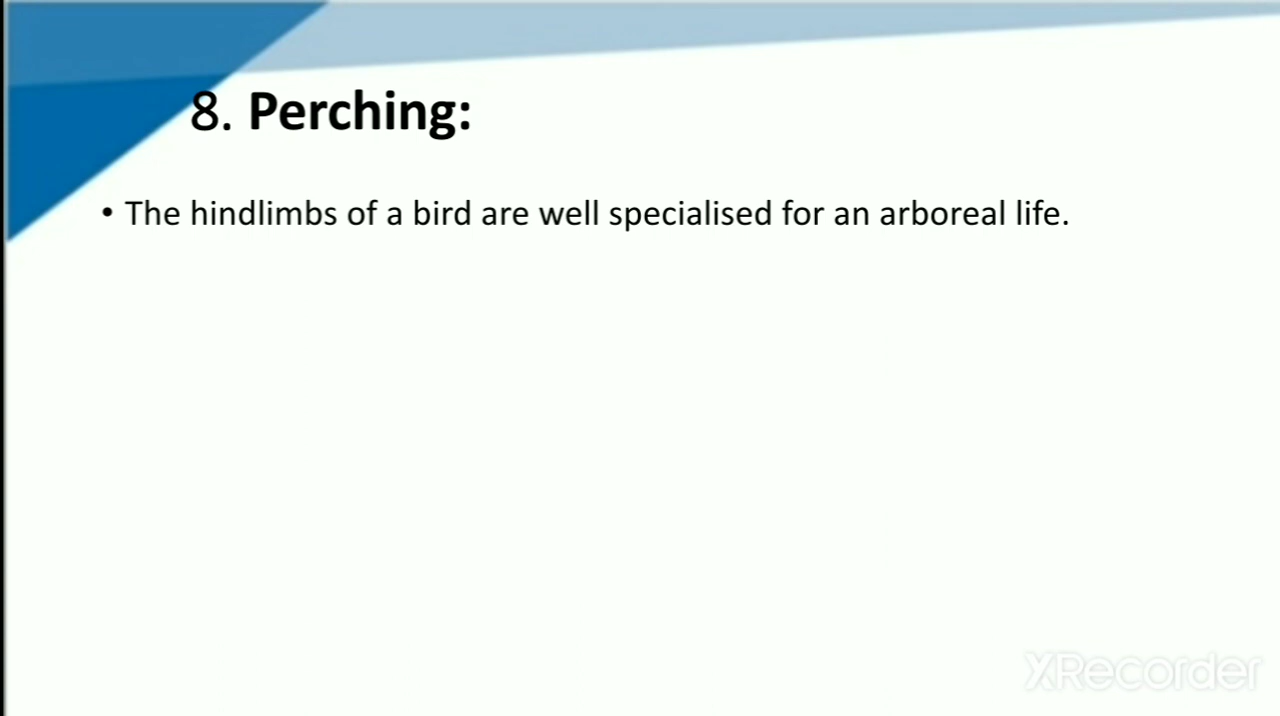 8. Perching:
• The hindlimbs of a bird are well specialised for an arboreal life.
XRecorder